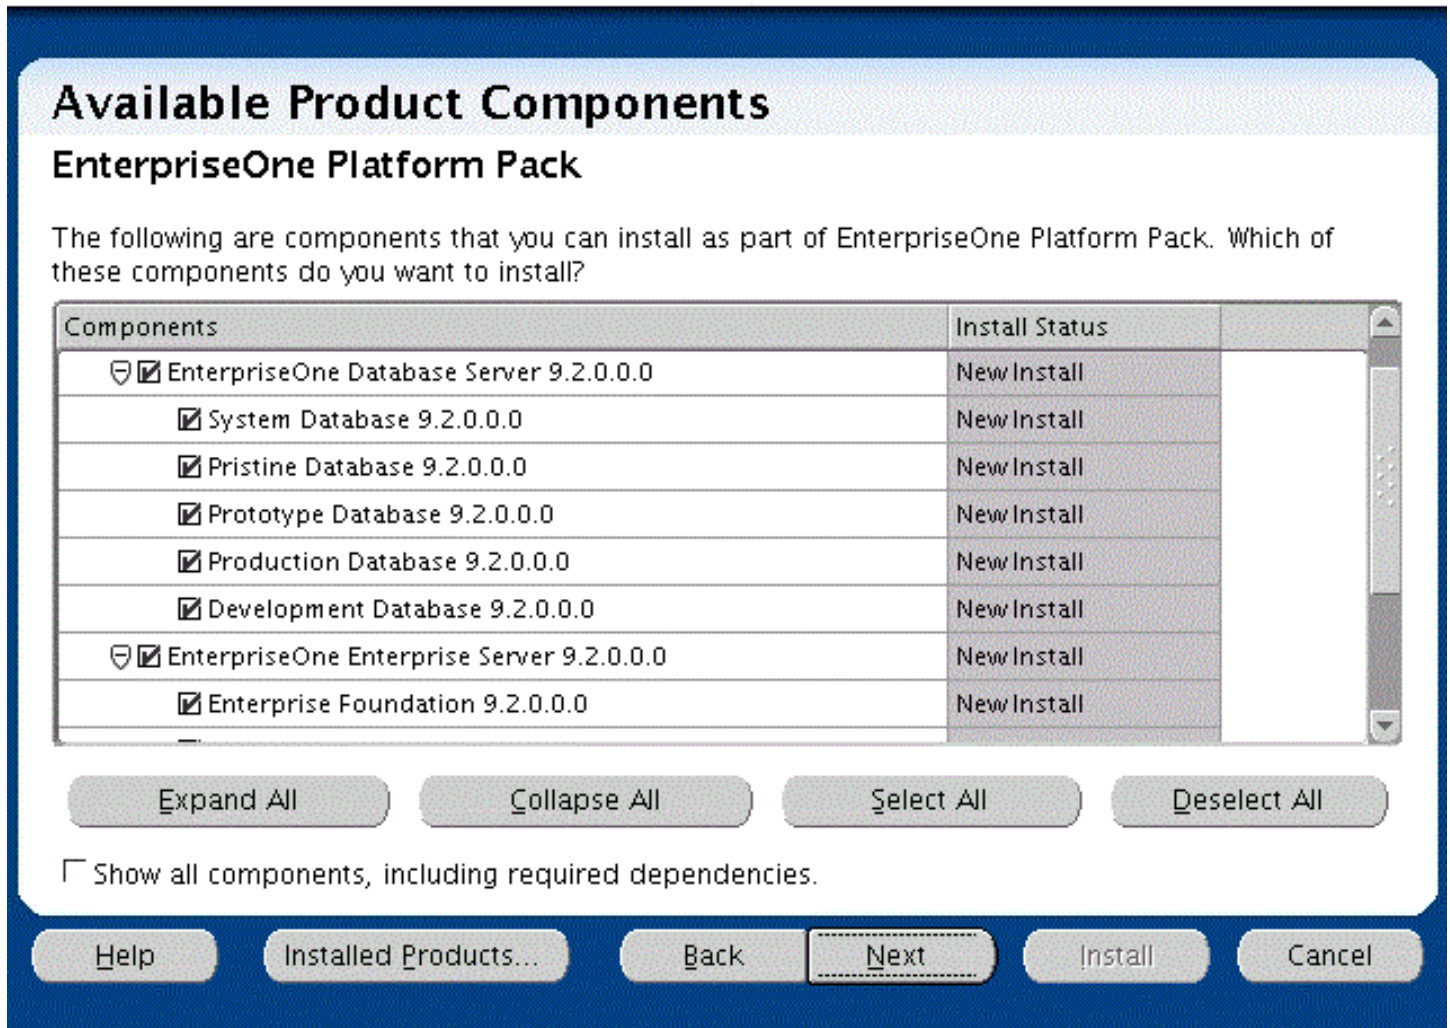 Available Product Components
EnterpriseOne Platform Pack
The following are components that you can install as part of EnterpriseOne Platform Pack. Which of
these components do you want to install?
Components Install Status
EnterpriseOne Database Server 9.2.0.0.0 New Install
System Database 9.2.0.0.0 New Install
Pristine Database 9.2.0.0.0 New Install
Prototype Database 9.2.0.0.0 New Install
Production Database 9.2.0.0.0 New Install
Development Database 9.2.0.0.0 New Install
EnterpriseOne Enterprise Server 9.2.0.0.0 New Install
Enterprise Foundation 9.2.0.0.0 New Install
Expand All Collapse All Select All Deselect All
Show all components, including required dependencies.
Help Installed Products... Back Next Install Cancel